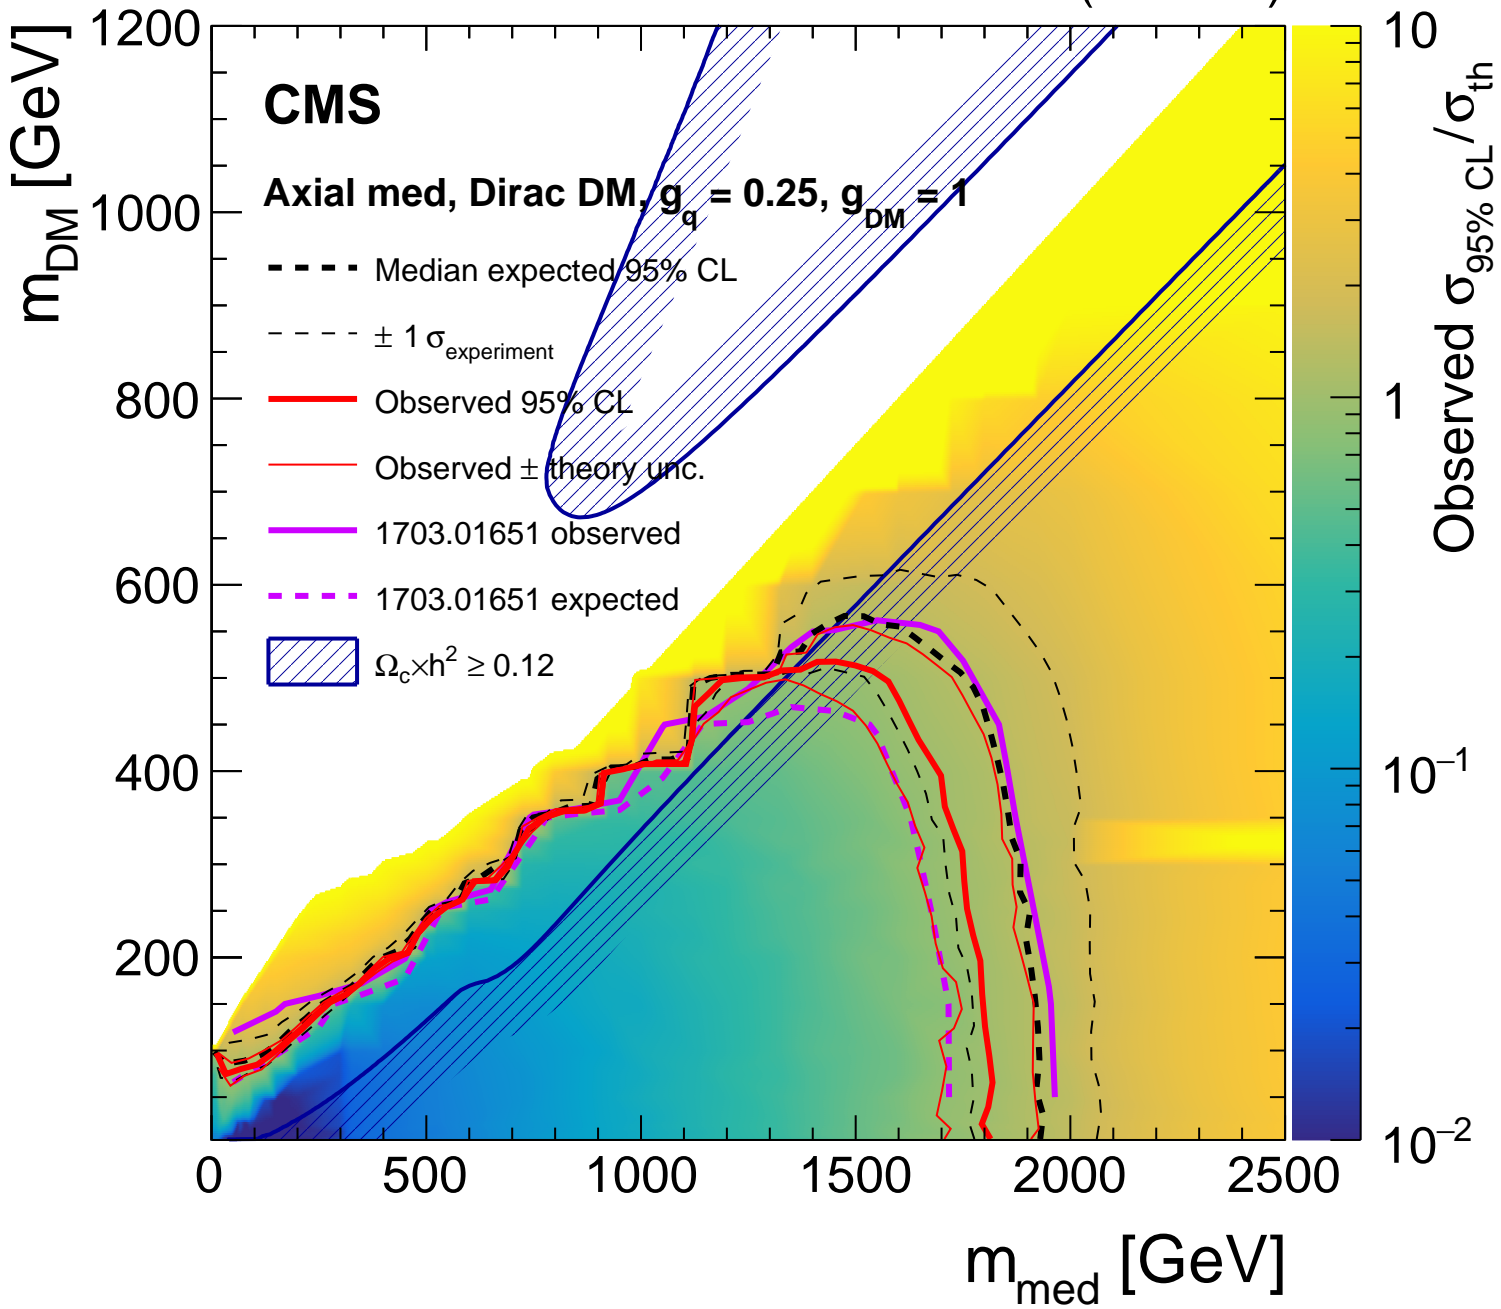 CMS
Axial med, Dirac DM, g_q = 0.25, g_DM = 1
Median expected 95% CL
± 1 σ_experiment
Observed 95% CL
Observed ± theory unc.
1703.01651 observed
1703.01651 expected
Ω_c×h² ≥ 0.12
m_DM [GeV]
1200
1000
800
600
400
200
0
500
1000
1500
2000
2500
m_med [GeV]
10
1
10⁻¹
10⁻²
Observed σ_95% CL/σ_th